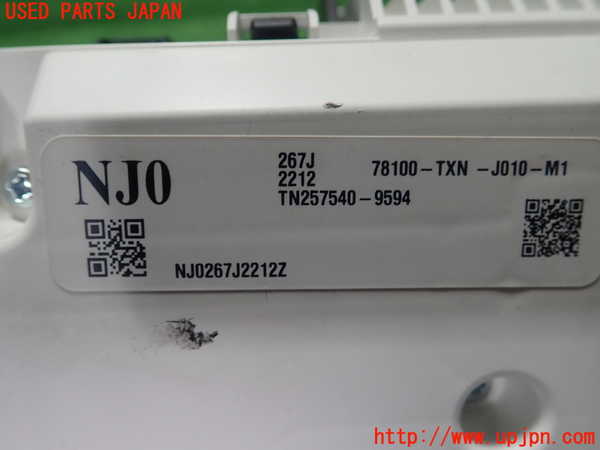 USED PARTS JAPAN
NJ0
267J
2212
TN257540-9594
78100-TXN -J010-M1
NJ0267J2212Z
http://www.upjpn.com/